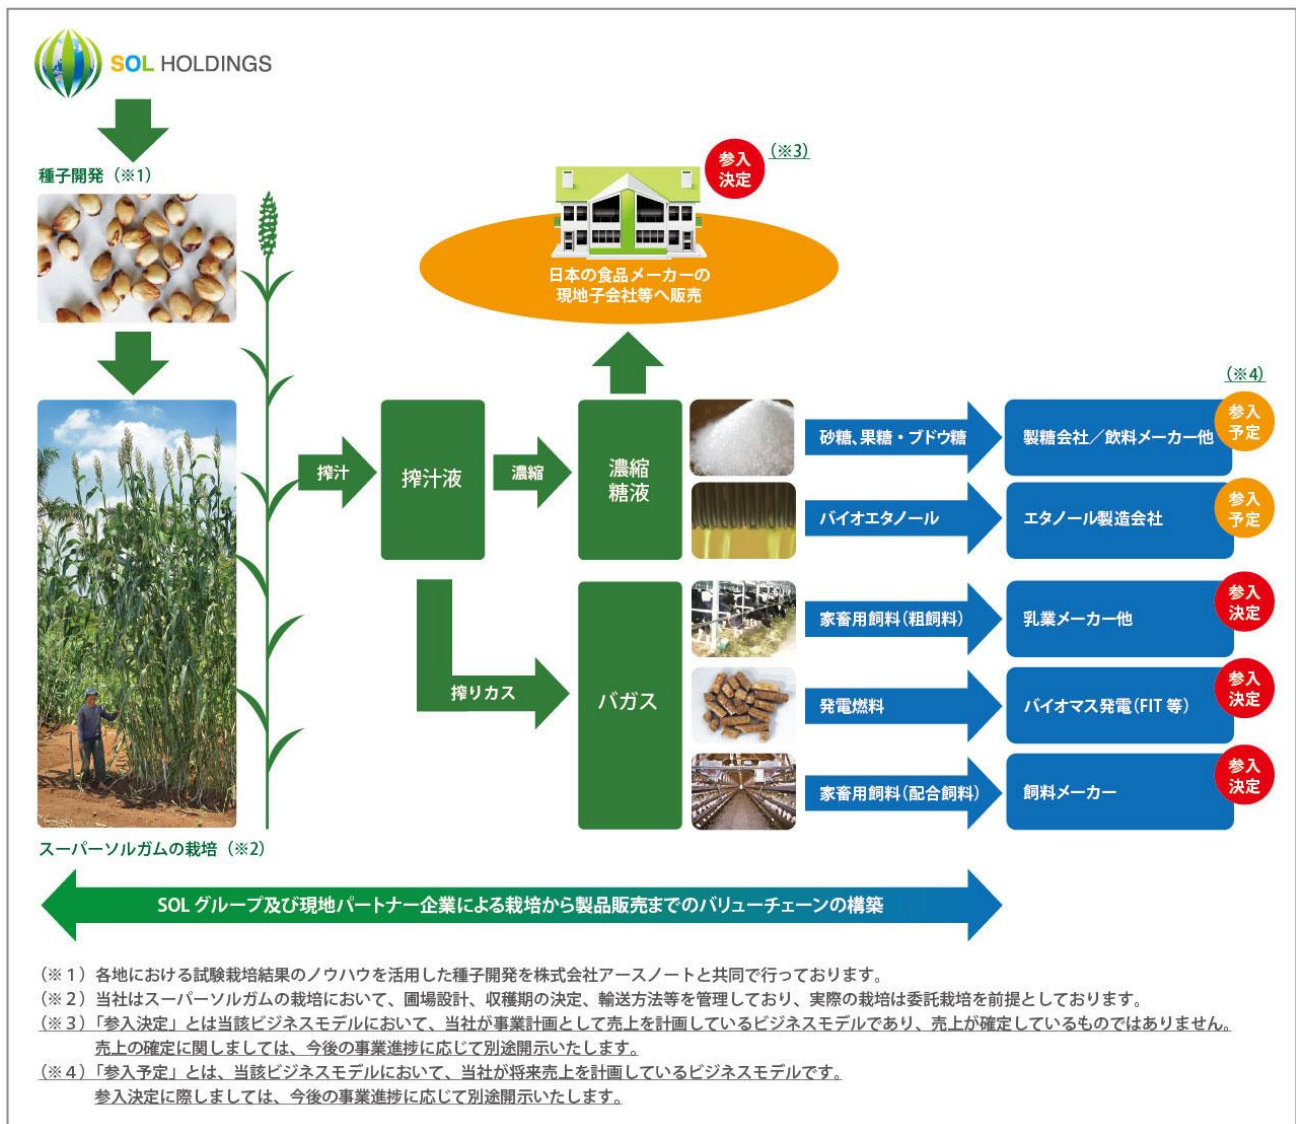 SOL HOLDINGS
種子開発（※1）
参入
決定
（※3）
日本の食品メーカーの
現地子会社等へ販売
搾汁
搾汁液
濃縮
濃縮
糖液
砂糖、果糖・ブドウ糖
製糖会社／飲料メーカー他
（※4）
参入
予定
バイオエタノール
エタノール製造会社
参入
予定
搾りカス
バガス
家畜用飼料（粗飼料）
乳業メーカー他
参入
決定
発電燃料
バイオマス発電（FIT 等）
参入
決定
家畜用飼料（配合飼料）
飼料メーカー
参入
決定
スーパーソルガムの栽培（※2）
SOL グループ及び現地パートナー企業による栽培から製品販売までのバリューチェーンの構築
（※１）各地における試験栽培結果のノウハウを活用した種子開発を株式会社アースノートと共同で行っております。
（※２）当社はスーパーソルガムの栽培において、圃場設計、収穫期の決定、輸送方法等を管理しており、実際の栽培は委託栽培を前提としております。
（※３）「参入決定」とは当該ビジネスモデルにおいて、当社が事業計画として売上を計画しているビジネスモデルであり、売上が確定しているものではありません。
売上の確定に関しましては、今後の事業進捗に応じて別途開示いたします。
（※４）「参入予定」とは、当該ビジネスモデルにおいて、当社が将来売上を計画しているビジネスモデルです。
参入決定に際しましては、今後の事業進捗に応じて別途開示いたします。